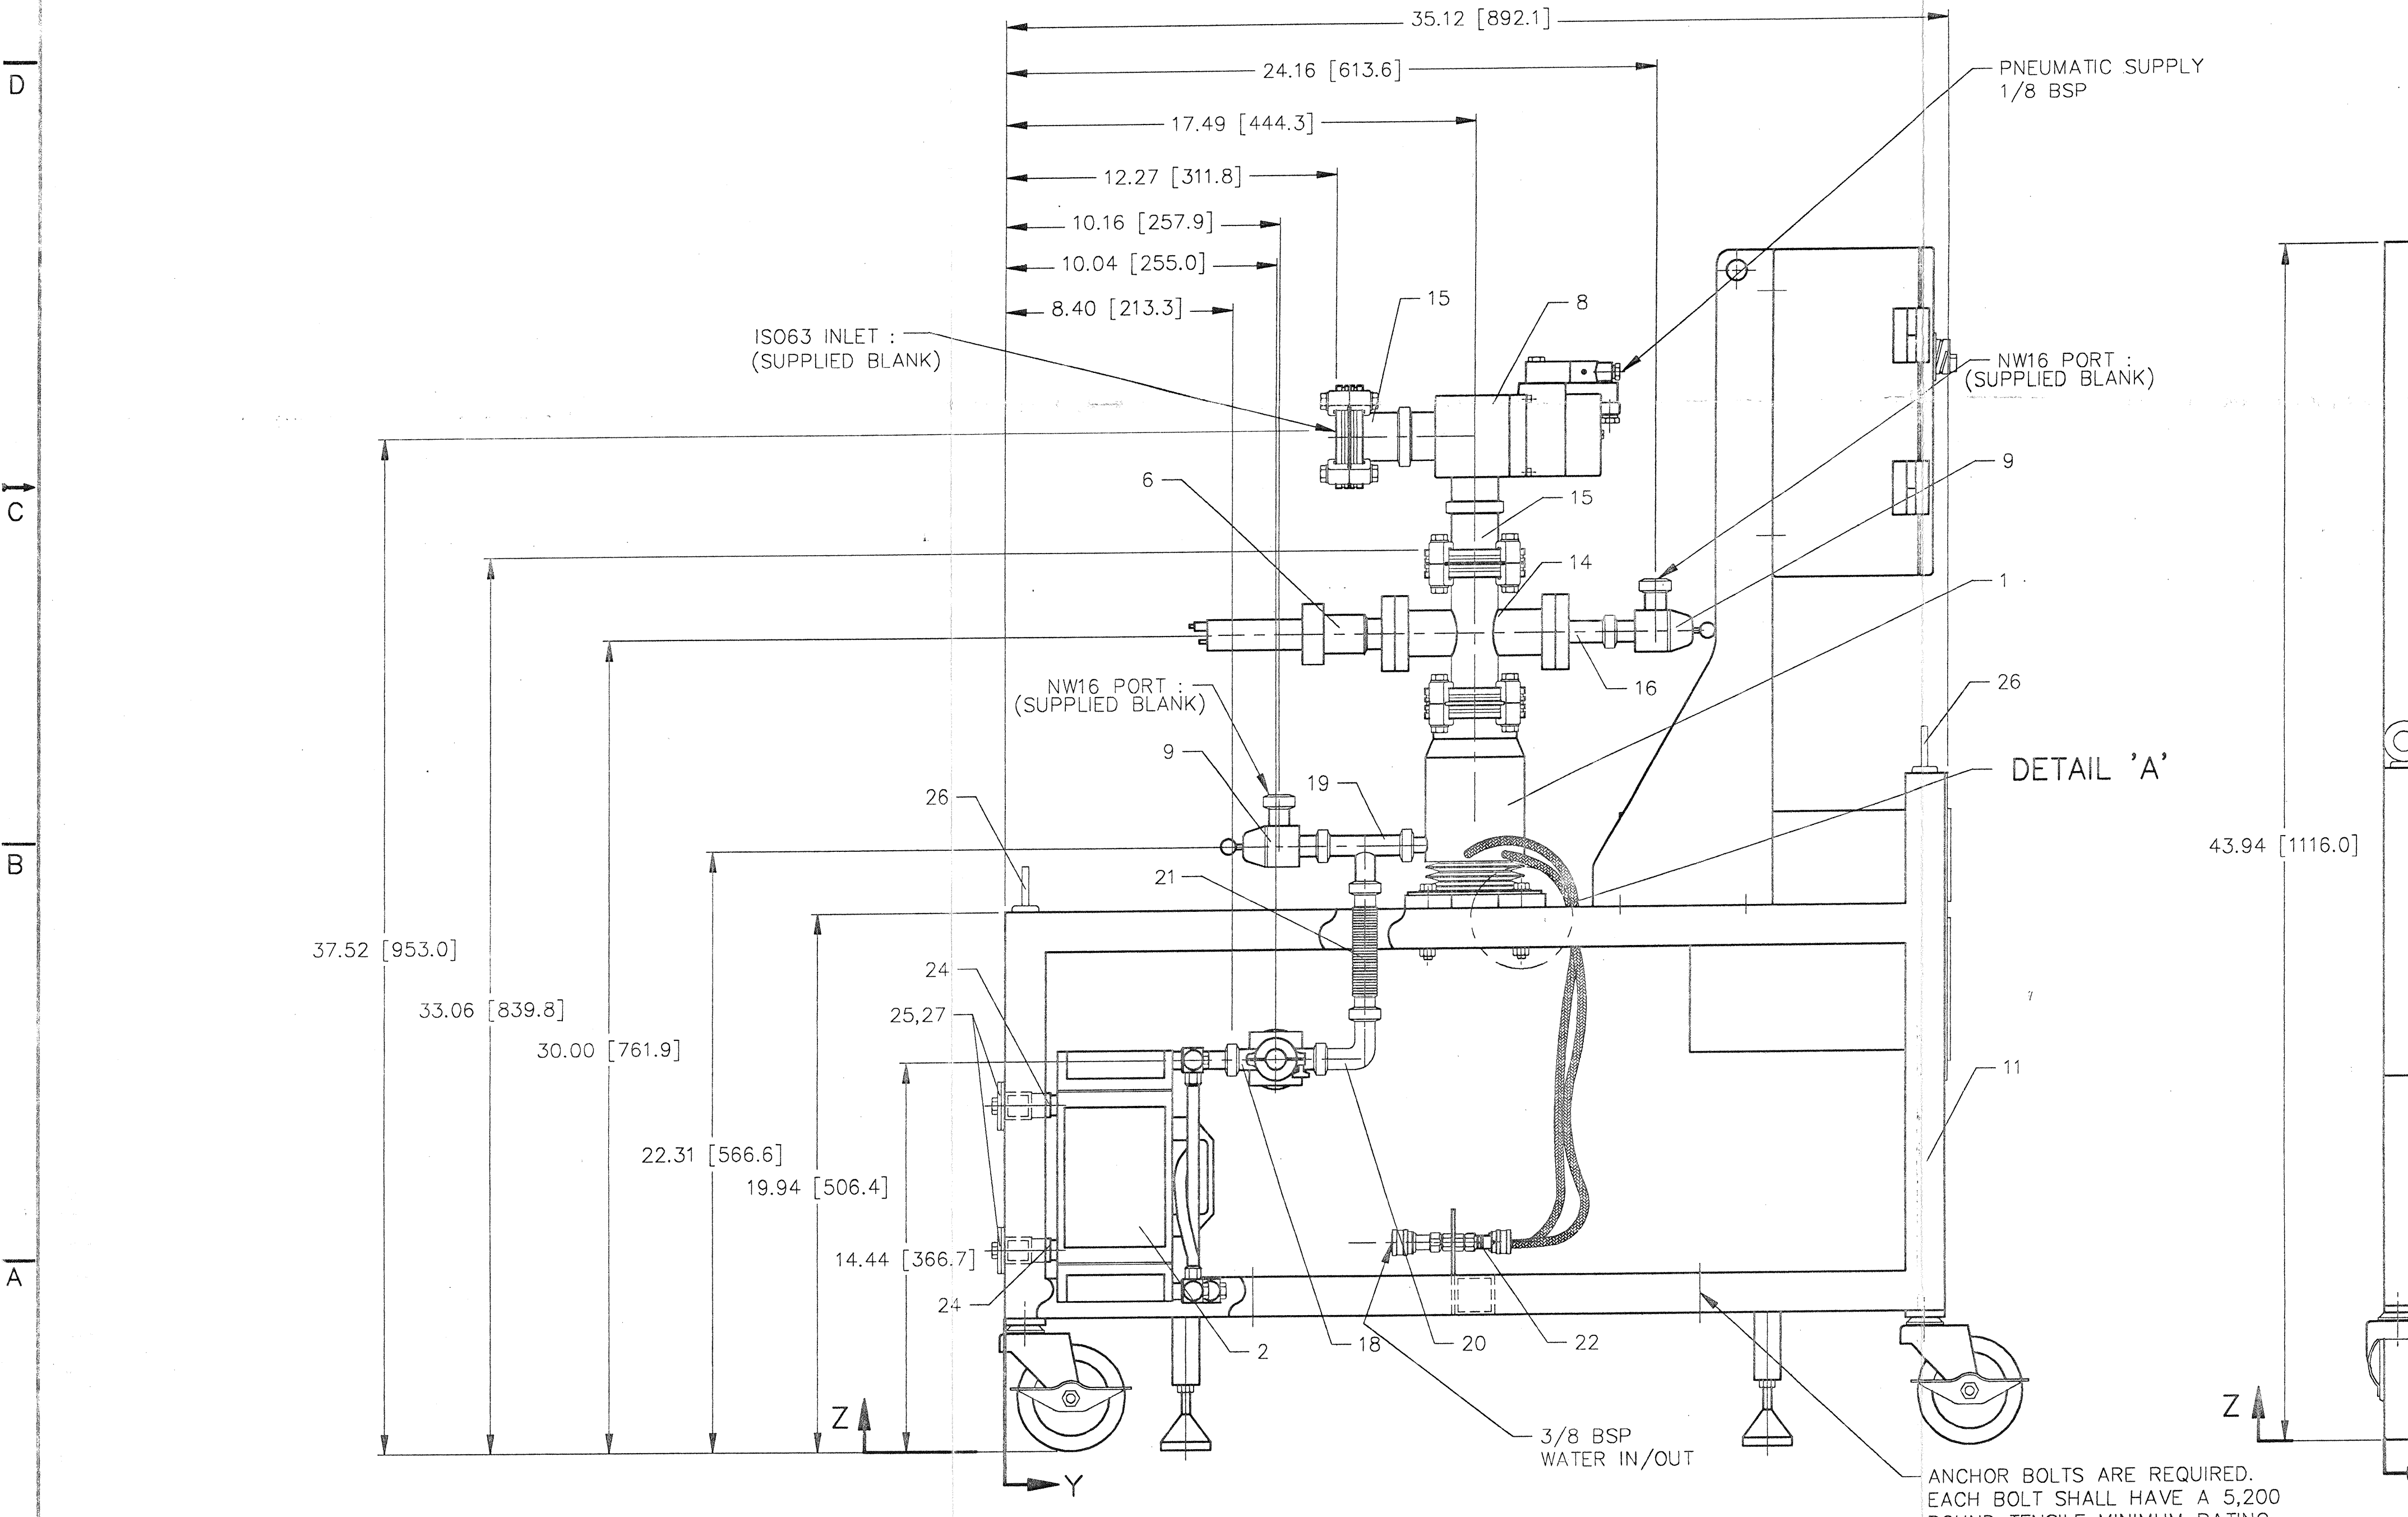 35.12 [892.1]
D
24.16 [613.6]
PNEUMATIC SUPPLY
1/8 BSP
17.49 [444.3]
12.27 [311.8]
10.16 [257.9]
10.04 [255.0]
8.40 [213.3]
15
8
ISO63 INLET :
(SUPPLIED BLANK)
NW16 PORT :
(SUPPLIED BLANK)
6
9
15
C
14
1
NW16 PORT :
(SUPPLIED BLANK)
16
26
9
19
DETAIL 'A'
26
B
43.94 [1116.0]
21
37.52 [953.0]
24
33.06 [839.8]
25,27
30.00 [761.9]
11
22.31 [566.6]
19.94 [506.4]
14.44 [366.7]
A
24
2
18
20
22
Z
Z
3/8 BSP
WATER IN/OUT
Y
ANCHOR BOLTS ARE REQUIRED.
EACH BOLT SHALL HAVE A 5,200
POUND TENSILE MINIMUM RATING